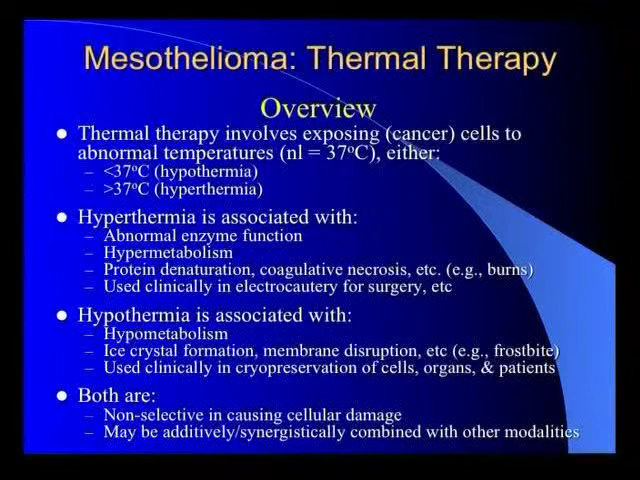 Mesothelioma: Thermal Therapy
Overview
● Thermal therapy involves exposing (cancer) cells to
abnormal temperatures (nl = 37ºC), either:
– <37ºC (hypothermia)
– >37ºC (hyperthermia)
● Hyperthermia is associated with:
– Abnormal enzyme function
– Hypermetabolism
– Protein denaturation, coagulative necrosis, etc. (e.g., burns)
– Used clinically in electrocautery for surgery, etc
● Hypothermia is associated with:
– Hypometabolism
– Ice crystal formation, membrane disruption, etc (e.g., frostbite)
– Used clinically in cryopreservation of cells, organs, & patients
● Both are:
– Non-selective in causing cellular damage
– May be additively/synergistically combined with other modalities